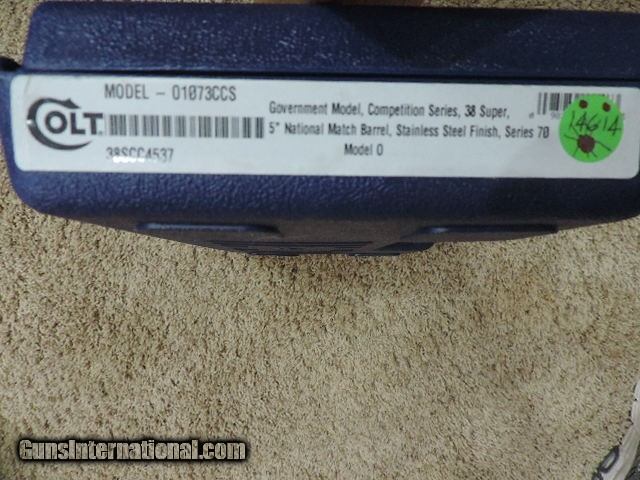 MODEL - 01073CCS
COLT
38SCC4537
Government Model, Competition Series, 38 Super,
5" National Match Barrel, Stainless Steel Finish, Series 70
Model O
14614
GunsInternational.com